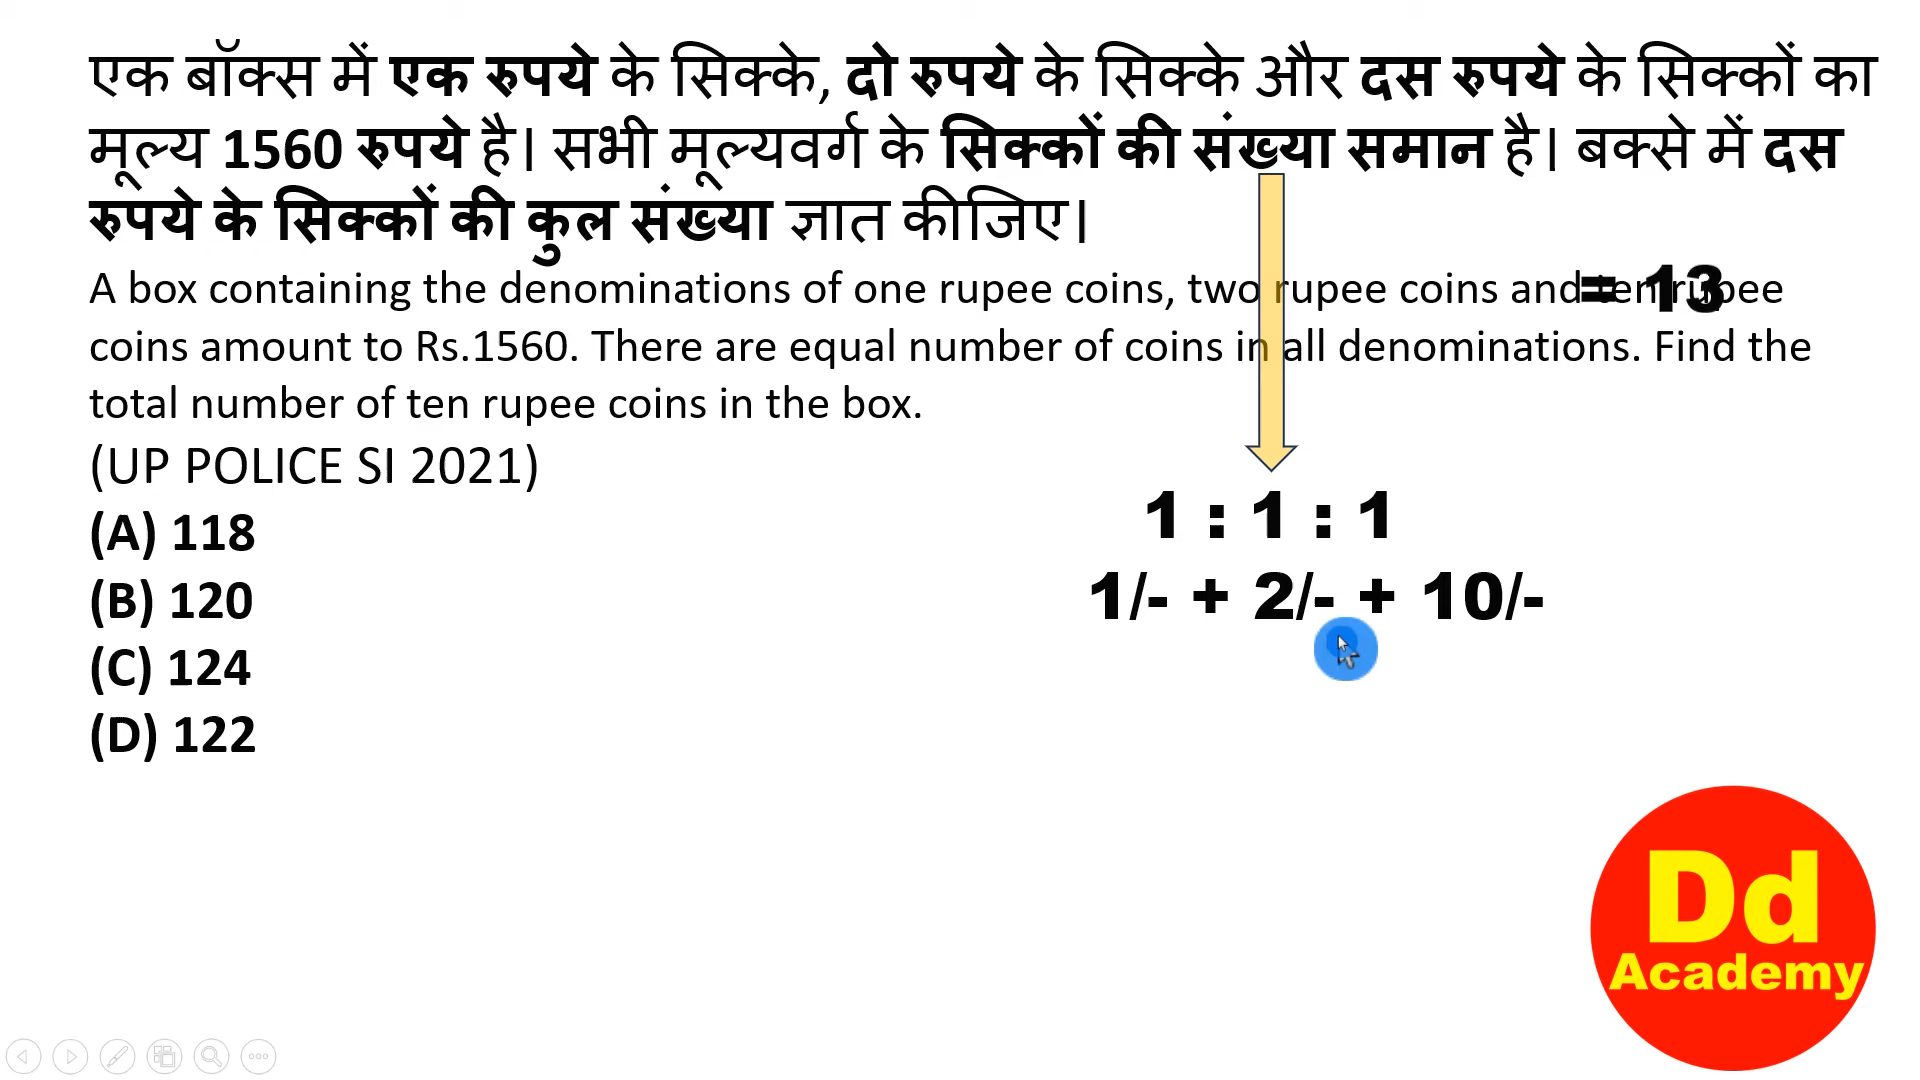 एक बॉक्स में एक रुपये के सिक्के, दो रुपये के सिक्के और दस रुपये के सिक्कों का
मूल्य 1560 रुपये है। सभी मूल्यवर्ग के सिक्कों की संख्या समान है। बक्से में दस
रुपये के सिक्कों की कुल संख्या ज्ञात कीजिए।
A box containing the denominations of one rupee coins, two rupee coins and ten rupee
= 13
coins amount to Rs.1560. There are equal number of coins in all denominations. Find the
total number of ten rupee coins in the box.
(UP POLICE SI 2021)
1 : 1 : 1
(A) 118
1/- + 2/- + 10/-
(B) 120
(C) 124
(D) 122
Dd
Academy